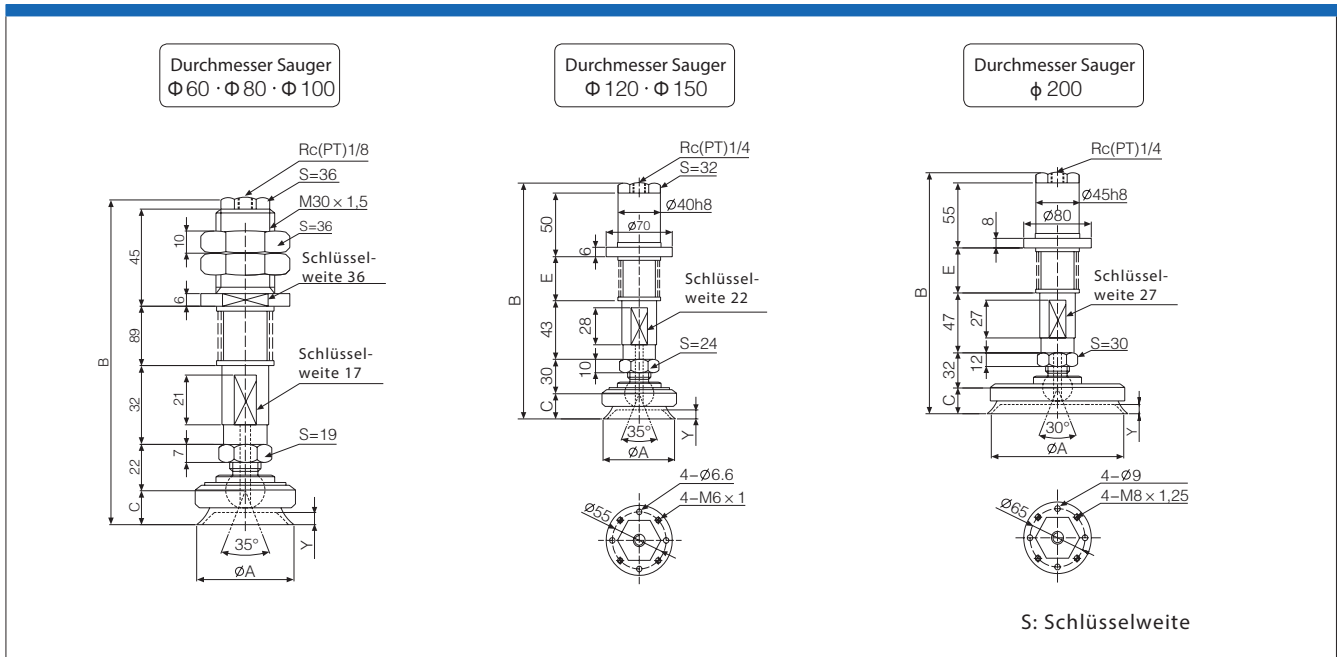 Durchmesser Sauger
Φ60 · Φ80 · Φ100
Rc(PT)1/8
S=36
M30 × 1,5
S=36
Schlüssel-
weite 36
Schlüssel-
weite 17
S=19
B
45
10
6
89
32
21
7
22
C
Y
35°
ØA
Durchmesser Sauger
Φ120 · Φ150
Rc(PT)1/4
S=32
Ø40h8
Ø70
Schlüssel-
weite 22
S=24
B
50
6
E
43
28
30
10
C
Y
35°
ØA
4-Ø6.6
4-M6 × 1
Ø55
Durchmesser Sauger
ϕ 200
Rc(PT)1/4
Ø45h8
Ø80
Schlüssel-
weite 27
S=30
B
55
8
E
47
27
32
12
C
Y
30°
ØA
4-Ø9
4-M8 × 1,25
Ø65
S: Schlüsselweite